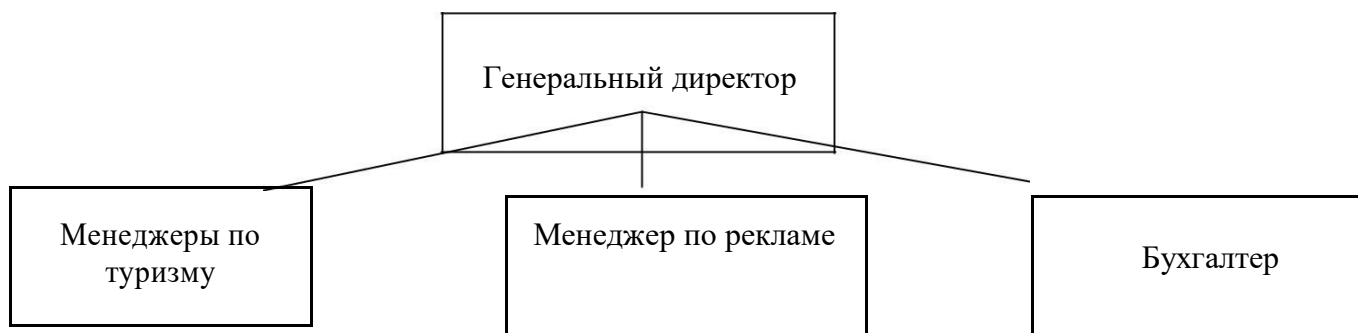 Генеральный директор
Менеджеры по
туризму
Менеджер по рекламе
Бухгалтер